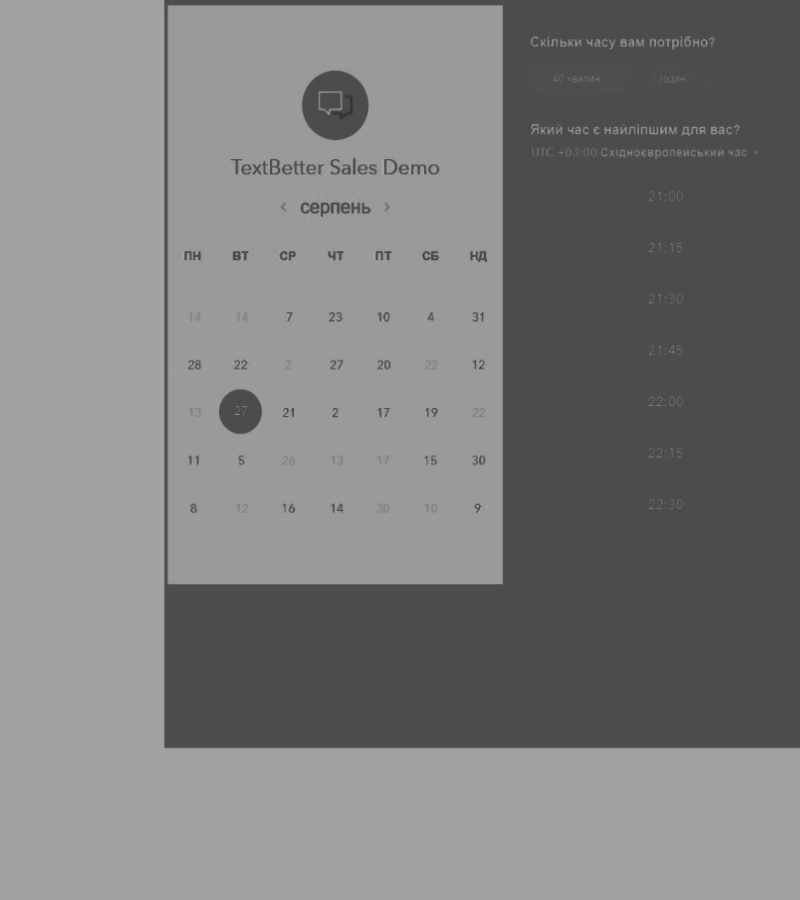 TextBetter Sales Demo
‹ серпень ›
ПН ВТ СР ЧТ ПТ СБ НД
14 14 7 23 10 4 31
28 22 2 27 20 22 12
13 27 21 2 17 19 22
11 5 26 13 17 15 30
8 12 16 14 30 10 9
Скільки часу вам потрібно?
40 хвилин 1 годин
Який час є найліпшим для вас?
UTC +03:00 Східноєвропейський час
21:00
21:15
21:30
21:45
22:00
22:15
22:30